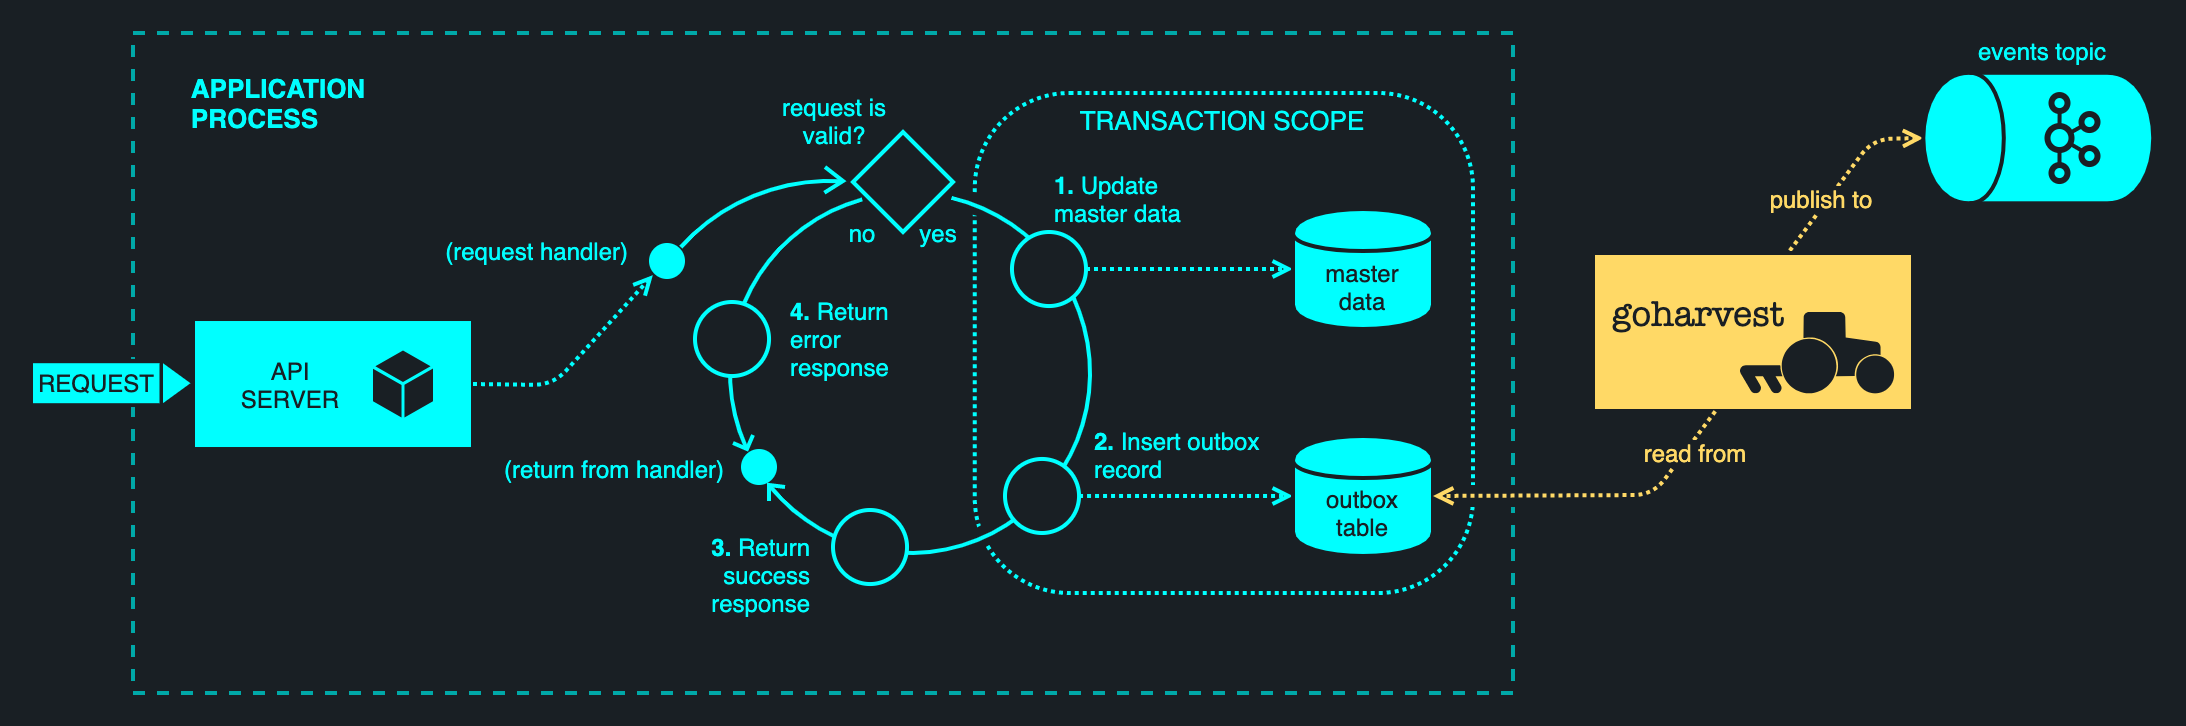 APPLICATION
PROCESS
REQUEST
API
SERVER
(request handler)
request is
valid?
no
yes
TRANSACTION SCOPE
1. Update
master data
master
data
2. Insert outbox
record
outbox
table
3. Return
success
response
4. Return
error
response
(return from handler)
goharvest
read from
publish to
events topic